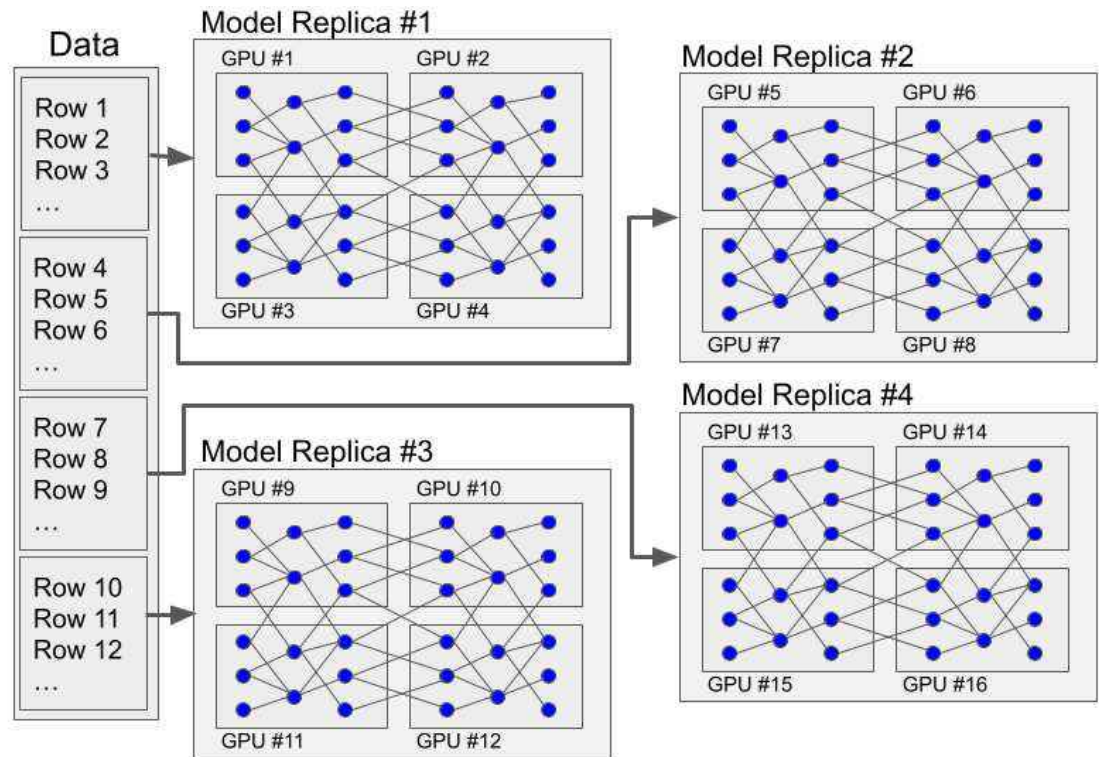 Data
Row 1
Row 2
Row 3
...
Row 4
Row 5
Row 6
...
Row 7
Row 8
Row 9
...
Row 10
Row 11
Row 12
...
Model Replica #1
GPU #1
GPU #2
GPU #3
GPU #4
Model Replica #2
GPU #5
GPU #6
GPU #7
GPU #8
Model Replica #3
GPU #9
GPU #10
GPU #11
GPU #12
Model Replica #4
GPU #13
GPU #14
GPU #15
GPU #16